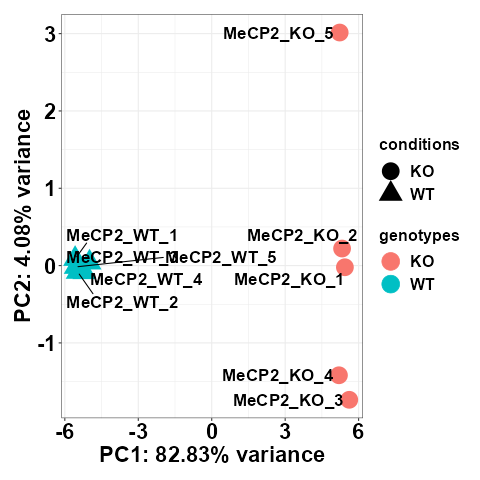 3
2
1
0
-1
-6
-3
0
3
6
PC2: 4.08% variance
PC1: 82.83% variance
MeCP2_KO_5
MeCP2_WT_1
MeCP2_KO_2
MeCP2_WT_5
MeCP2_WT_4
MeCP2_KO_1
MeCP2_WT_2
MeCP2_KO_4
MeCP2_KO_3
conditions
KO
WT
genotypes
KO
WT